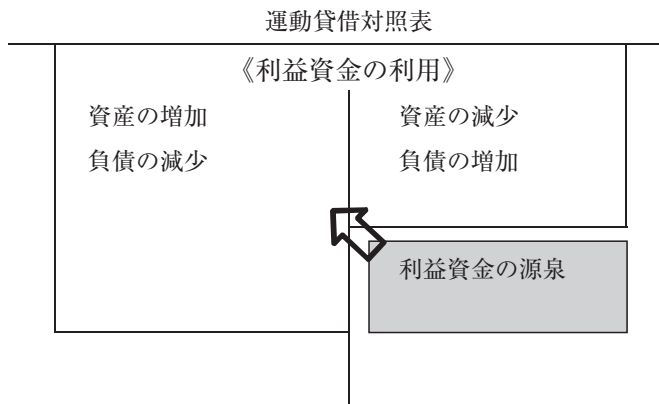 運動貸借対照表
《利益資金の利用》
資産の増加
負債の減少
資産の減少
負債の増加
利益資金の源泉